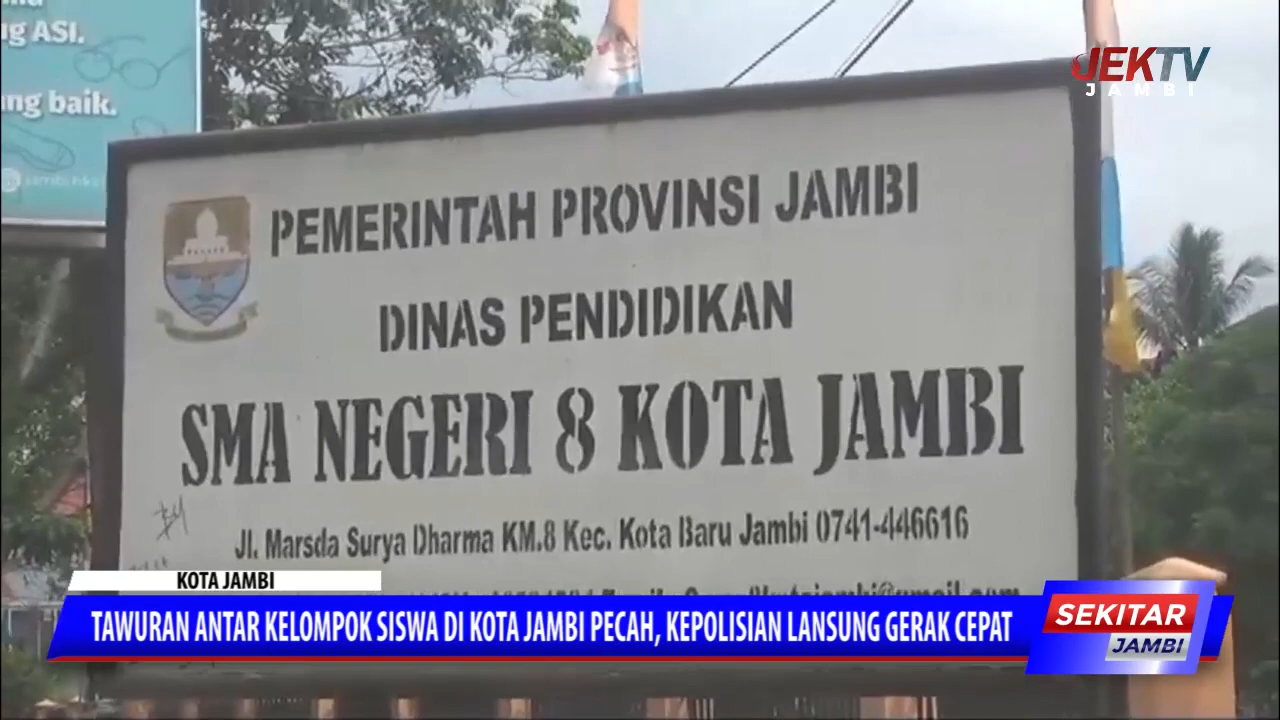 g ASI.
ng baik.
JEKTV
JAMBI
PEMERINTAH PROVINSI JAMBI
DINAS PENDIDIKAN
SMA NEGERI 8 KOTA JAMBI
Jl. Marsda Surya Dharma KM.8 Kec. Kota Baru Jambi 0741-446616
KOTA JAMBI
TAWURAN ANTAR KELOMPOK SISWA DI KOTA JAMBI PECAH, KEPOLISIAN LANSUNG GERAK CEPAT
SEKITAR
JAMBI